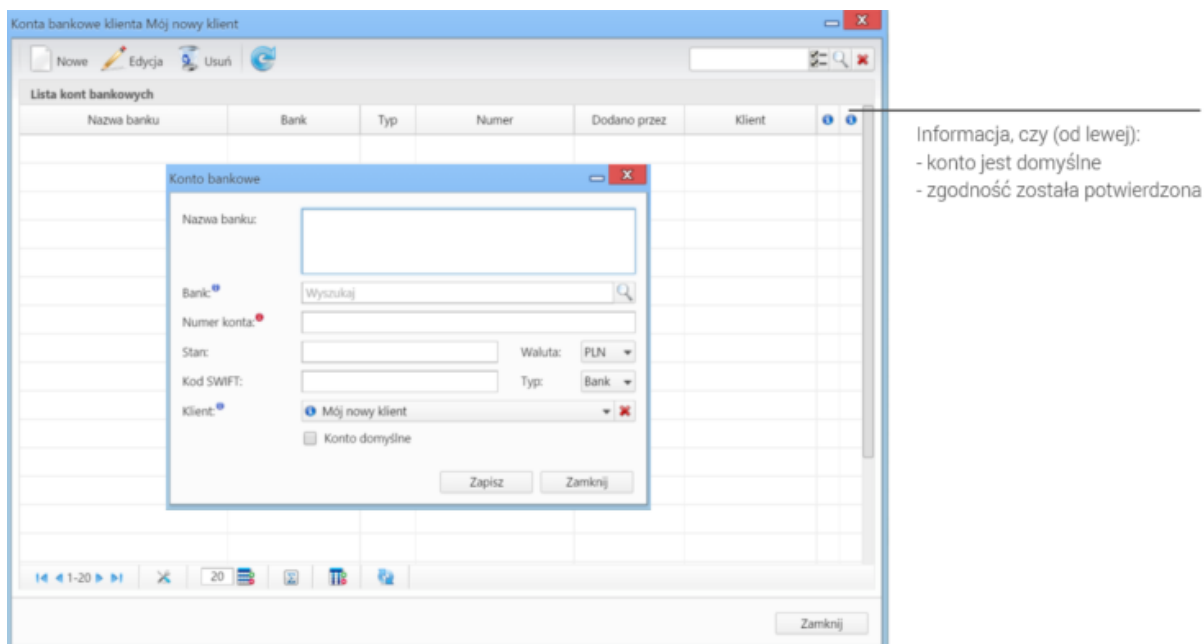 Konta bankowe klienta Mój nowy klient
Nowe Edycja Usuń
Lista kont bankowych
Nazwa banku Bank Typ Numer Dodano przez Klient
Informacja, czy (od lewej):
- konto jest domyślne
- zgodność została potwierdzona
Konto bankowe
Nazwa banku:
Bank: Wyszukaj
Numer konta:
Stan: Waluta: PLN
Kod SWIFT: Typ: Bank
Klient: Mój nowy klient
Konto domyślne
Zapisz Zamknij
1-20 20
Zamknij